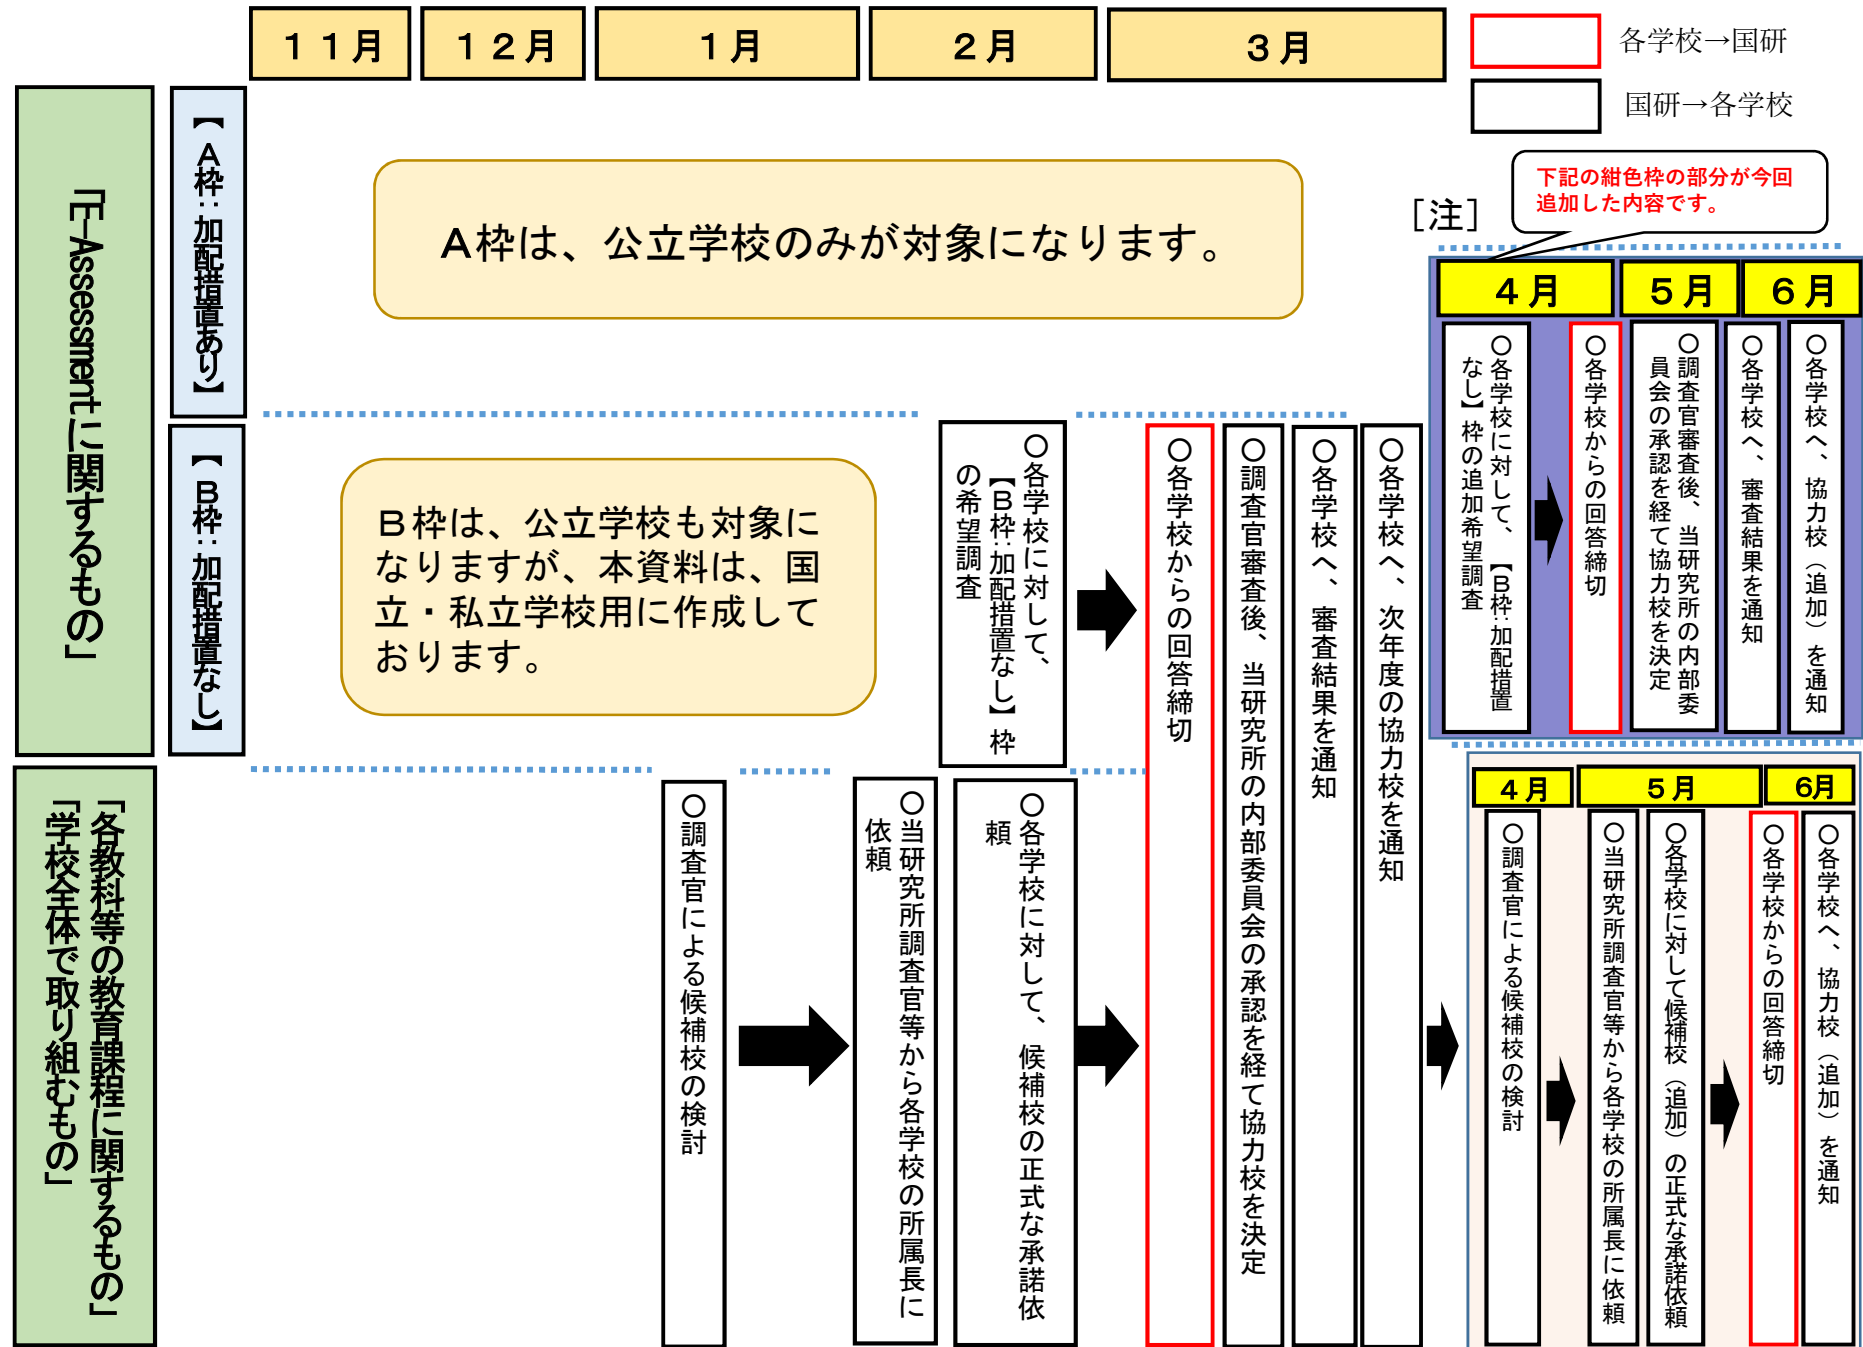 １１月
１２月
１月
２月
３月
各学校→国研
国研→各学校
「E-Assessmentに関するもの」
【Ａ枠：加配措置あり】
Ａ枠は、公立学校のみが対象になります。
［注］
下記の紺色枠の部分が今回
追加した内容です。
４月
５月
６月
○各学校に対して、【Ｂ枠：加配措置
なし】枠の追加希望調査
○各学校からの回答締切
○調査官審査後、当研究所の内部委
員会の承認を経て協力校を決定
○各学校へ、審査結果を通知
○各学校へ、協力校（追加）を通知
【Ｂ枠：加配措置なし】
Ｂ枠は、公立学校も対象に
なりますが、本資料は、国
立・私立学校用に作成して
おります。
○各学校に対して、
【Ｂ枠：加配措置なし】枠
の希望調査
○各学校からの回答締切
○調査官審査後、当研究所の内部委員会の承認を経て協力校を決定
○各学校へ、審査結果を通知
○各学校へ、次年度の協力校を通知
「各教科等の教育課程に関するもの」
「学校全体で取り組むもの」
○調査官による候補校の検討
○当研究所調査官等から各学校の所属長に
依頼
○各学校に対して、候補校の正式な承諾依
頼
４月
５月
6月
○調査官による候補校の検討
○当研究所調査官等から各学校の所属長に依頼
○各学校に対して候補校（追加）の正式な承諾依頼
○各学校からの回答締切
○各学校へ、協力校（追加）を通知